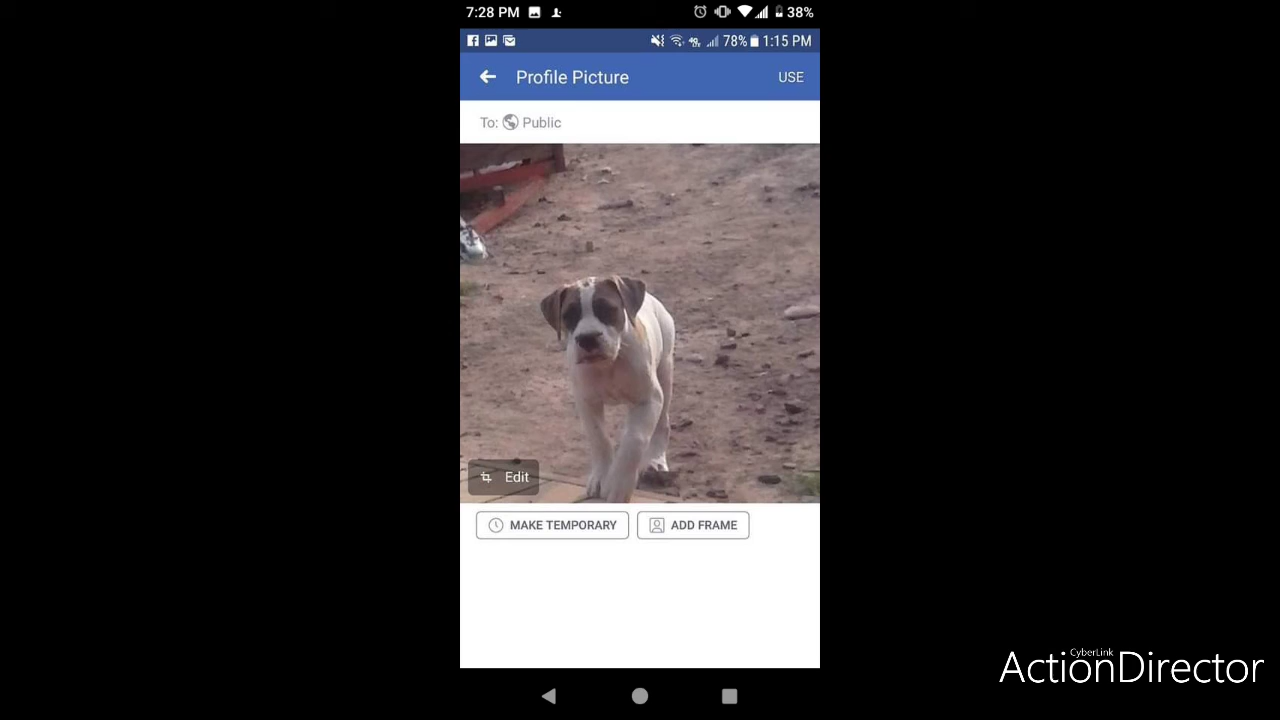 7:28 PM 38%
78% 1:15 PM
Profile Picture USE
To: Public
Edit
MAKE TEMPORARY ADD FRAME
CyberLink
ActionDirector